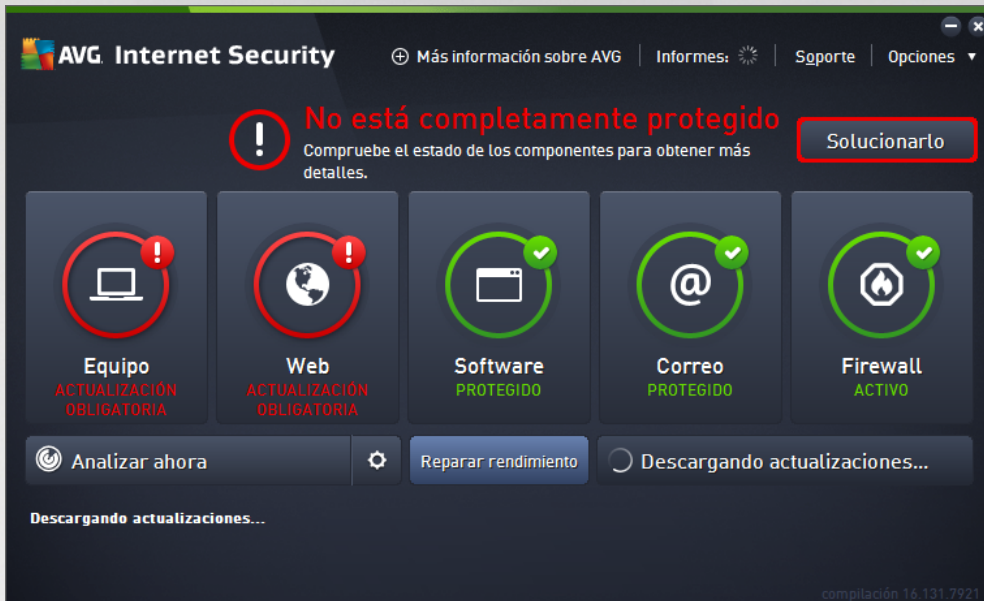 AVG Internet Security
Más información sobre AVG
Informes:
Soporte
Opciones
No está completamente protegido
Compruebe el estado de los componentes para obtener más
detalles.
Solucionarlo
Equipo
ACTUALIZACIÓN
OBLIGATORIA
Web
ACTUALIZACIÓN
OBLIGATORIA
Software
PROTEGIDO
Correo
PROTEGIDO
Firewall
ACTIVO
Analizar ahora
Reparar rendimiento
Descargando actualizaciones...
Descargando actualizaciones...
compilación 16.131.7921